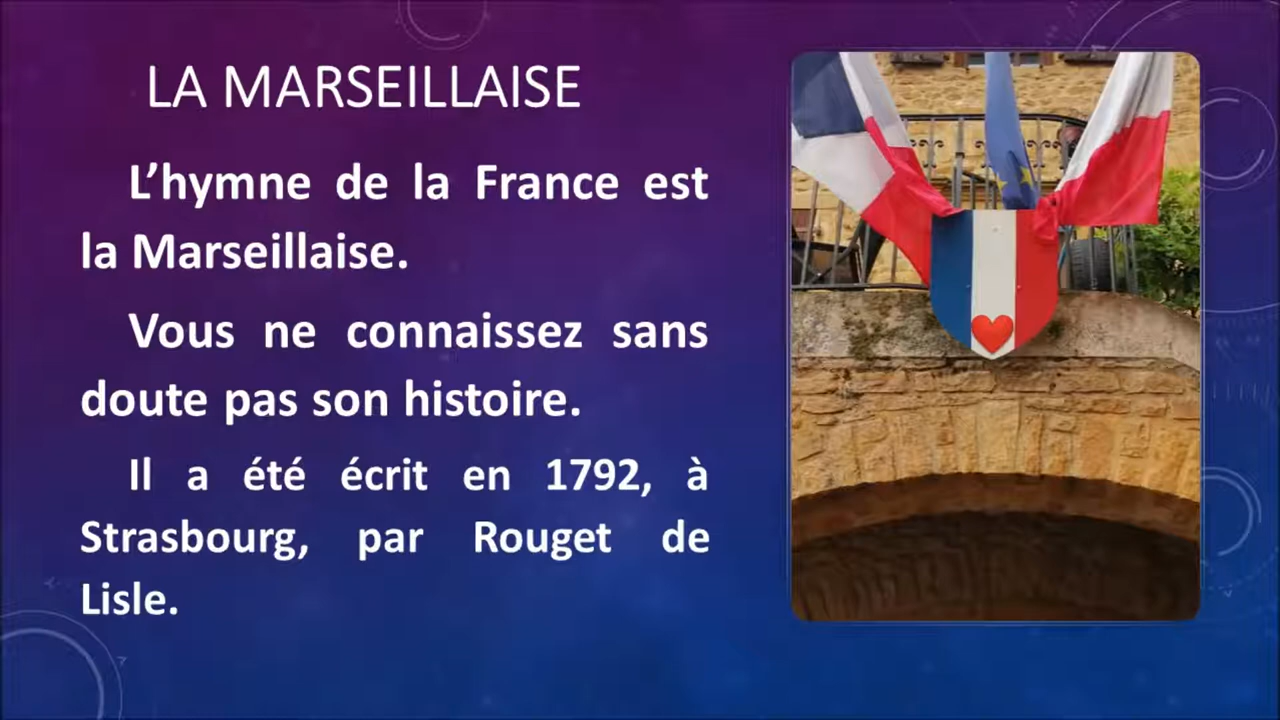 LA MARSEILLAISE
L’hymne de la France est
la Marseillaise.
Vous ne connaissez sans
doute pas son histoire.
Il a été écrit en 1792, à
Strasbourg, par Rouget de
Lisle.